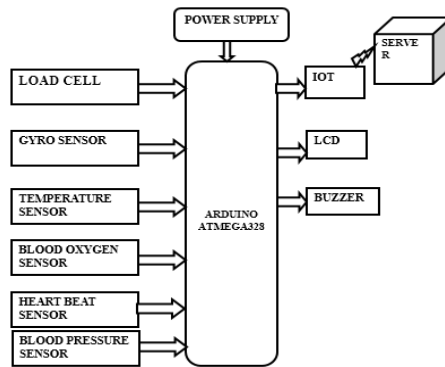 POWER SUPPLY
LOAD CELL
GYRO SENSOR
TEMPERATURE
SENSOR
BLOOD OXYGEN
SENSOR
HEART BEAT
SENSOR
BLOOD PRESSURE
SENSOR
ARDUINO
ATMEGA328
IOT
SERVE
R
LCD
BUZZER